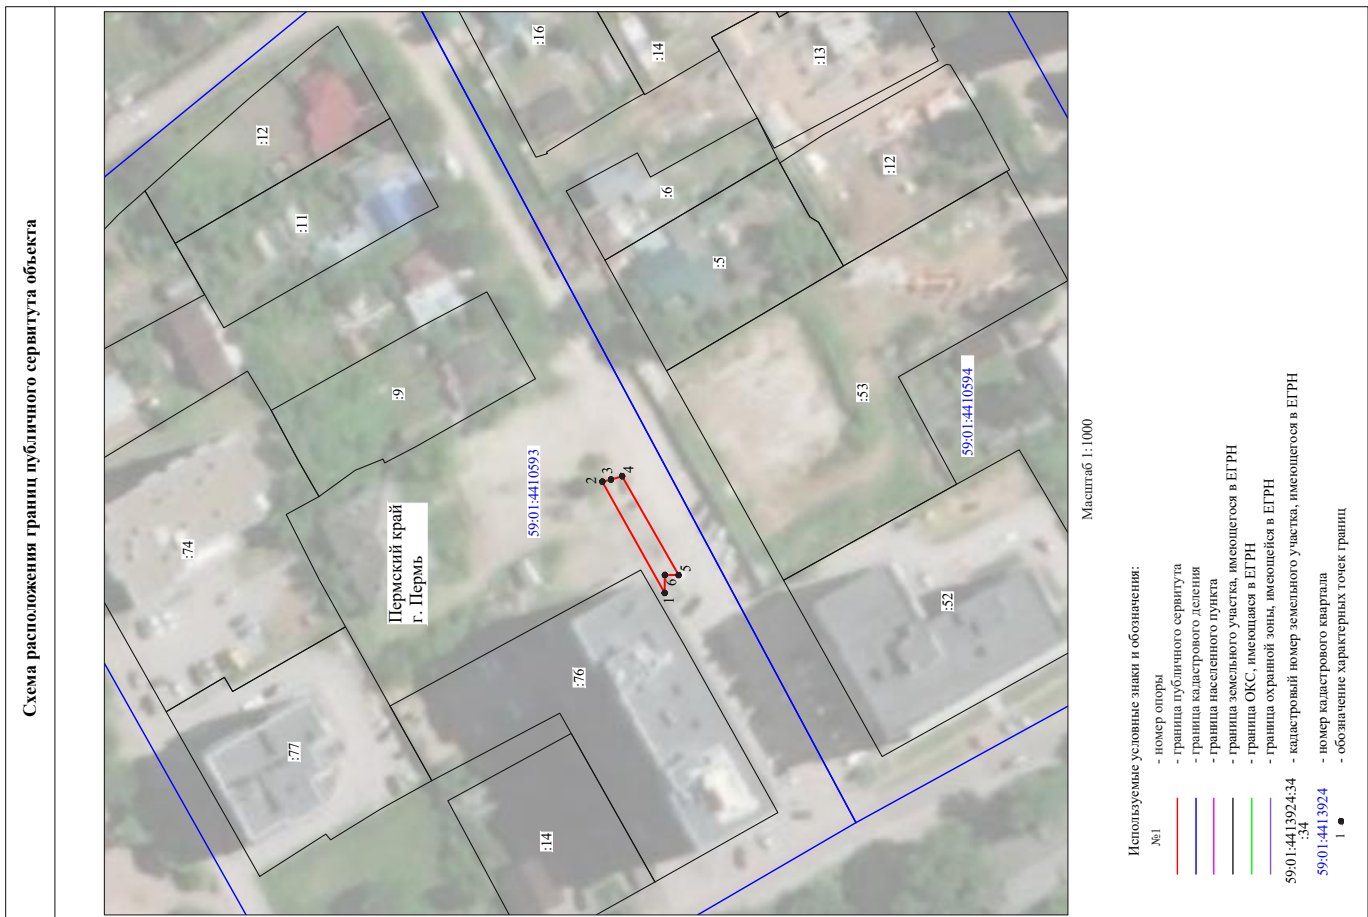 Схема расположения границ публичного сервитута объекта
:16
:14
:13
:12
:12
:11
:6
:5
:9
:53
59:01:4410594
59:01:4410593
2
3
4
1
6
5
:74
Пермский край
г. Пермь
:76
:52
:77
:14
Масштаб 1:1000
Используемые условные знаки и обозначения:
№1 - номер опоры
- граница публичного сервитута
- граница кадастрового деления
- граница населенного пункта
- граница земельного участка, имеющегося в ЕГРН
- граница ОКС, имеющаяся в ЕГРН
- граница охранной зоны, имеющейся в ЕГРН
59:01:4413924:34
:34 - кадастровый номер земельного участка, имеющегося в ЕГРН
59:01:4413924 - номер кадастрового квартала
1 - обозначение характерных точек границ